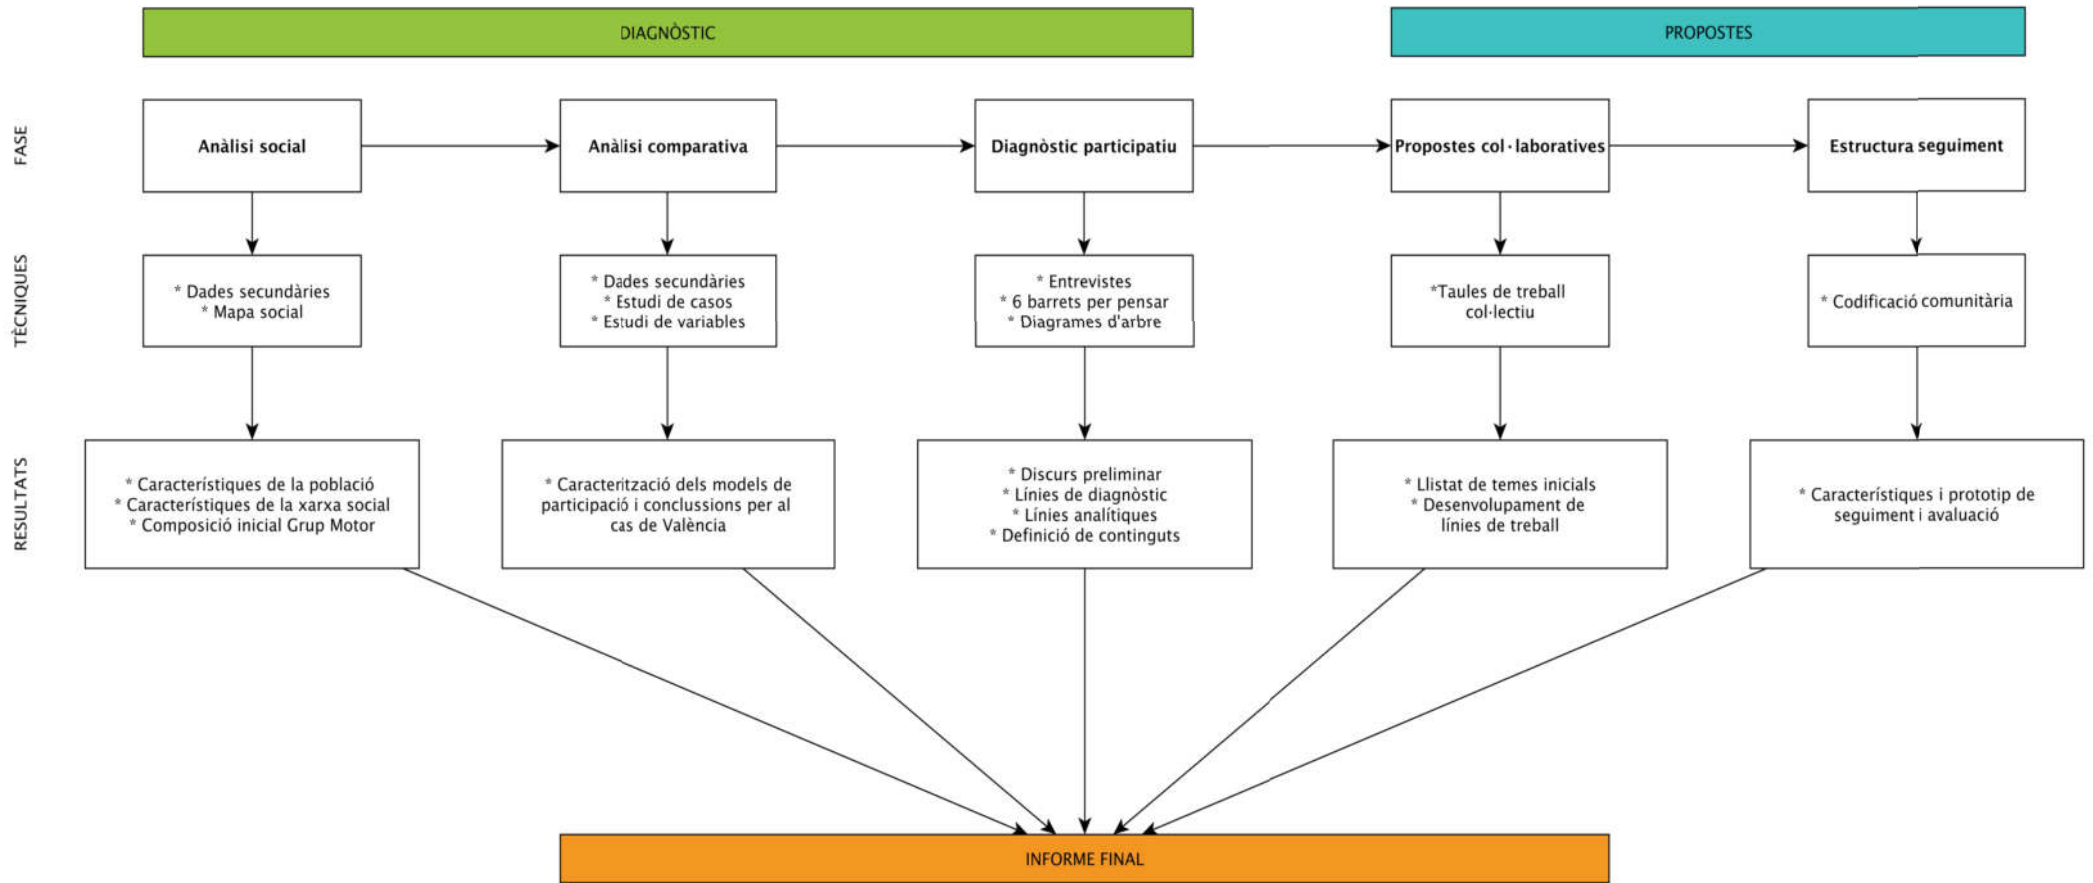 DIAGNÒSTIC
PROPOSTES
FASE
Anàlisi social
Anàlisi comparativa
Diagnòstic participatiu
Propostes col·laboratives
Estructura seguiment
TÈCNIQUES
* Dades secundàries
* Mapa social
* Dades secundàries
* Estudi de casos
* Estudi de variables
* Entrevistes
* 6 barrets per pensar
* Diagrames d'arbre
*Taules de treball
col·lectiu
* Codificació comunitària
RESULTATS
* Característiques de la població
* Característiques de la xarxa social
* Composició inicial Grup Motor
* Caracterització dels models de
participació i conclussions per al
cas de València
* Discurs preliminar
* Línies de diagnòstic
* Línies analítiques
* Definició de continguts
* Llistat de temes inicials
* Desenvolupament de
línies de treball
* Característiques i prototip de
seguiment i avaluació
INFORME FINAL